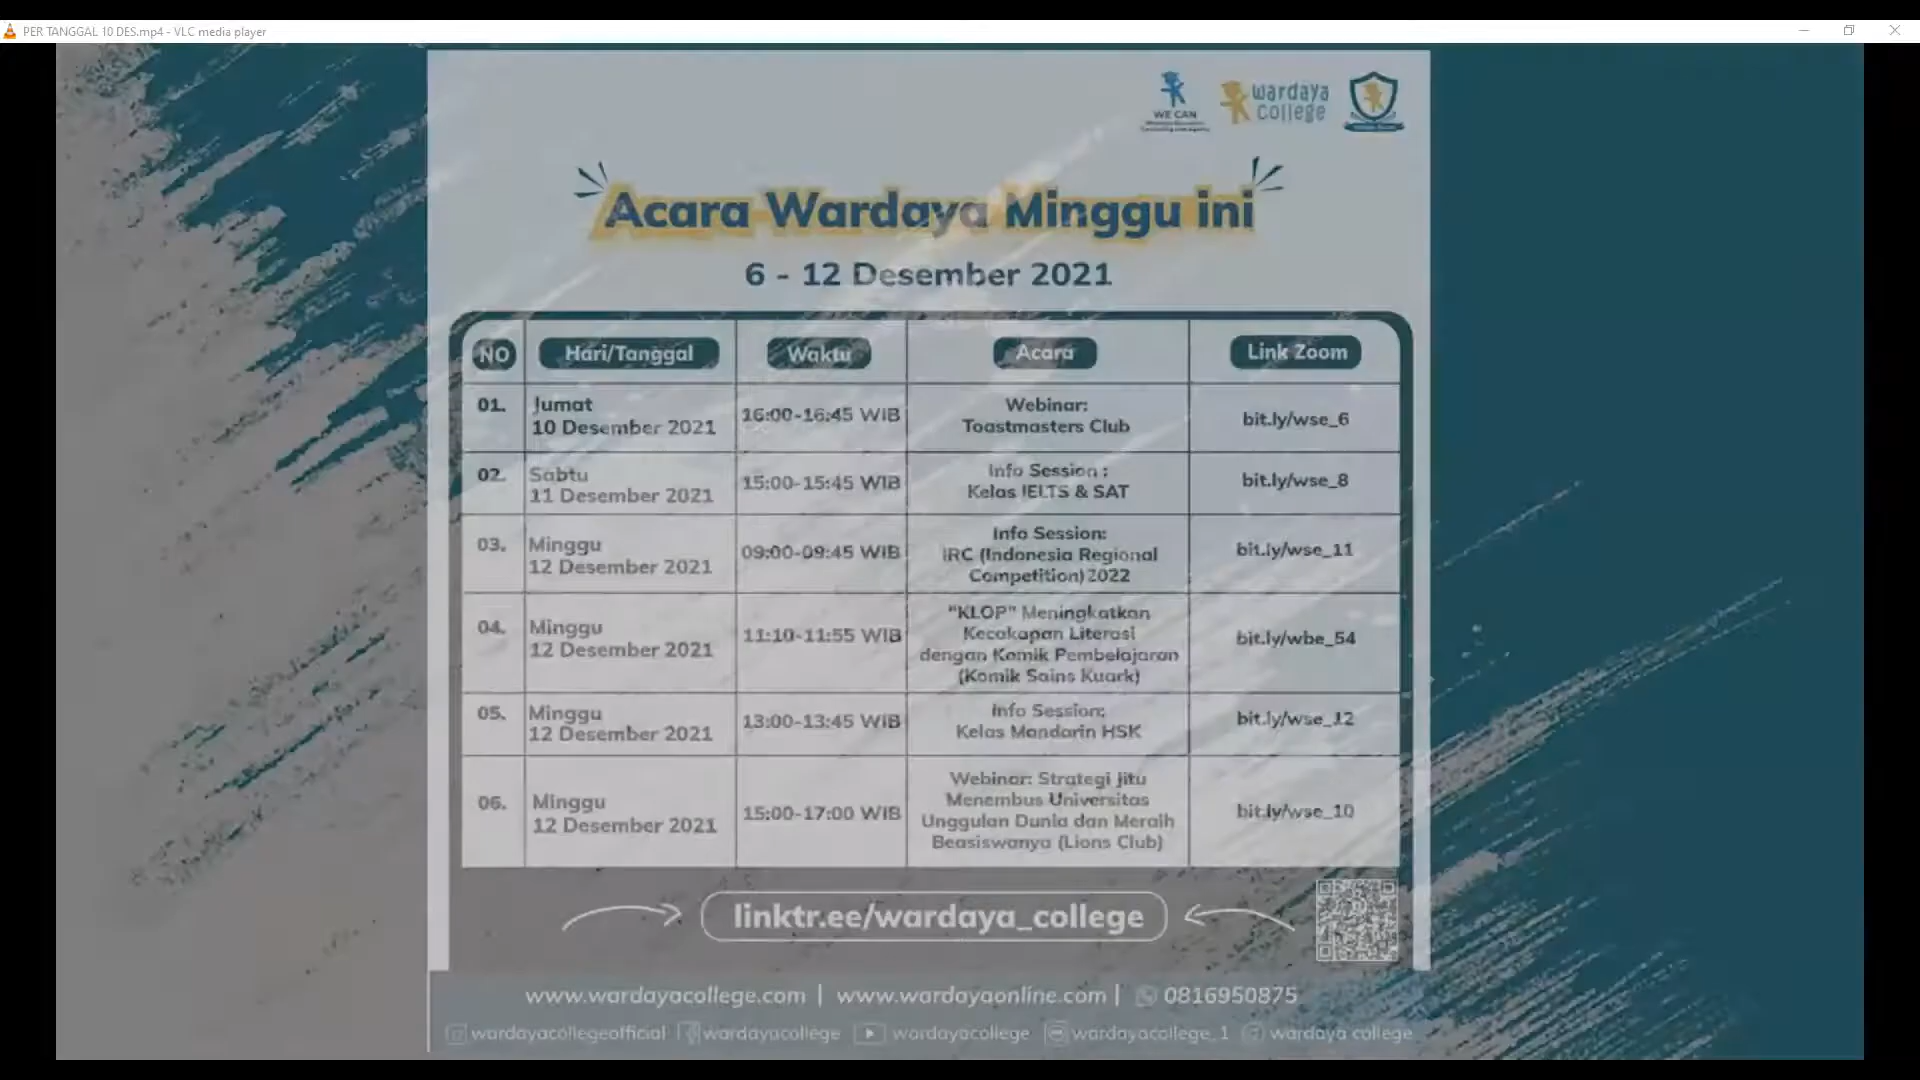 PER TANGGAL 10 DES.mp4 - VLC media player
WE CAN
wardaya
college
Acara Wardaya Minggu ini
6 - 12 Desember 2021
NO Hari/Tanggal Waktu Acara Link Zoom
01. Jumat
10 Desember 2021
16:00-16:45 WIB
Webinar:
Toastmasters Club
bit.ly/wse_6
02. Sabtu
11 Desember 2021
15:00-15:45 WIB
Info Session :
Kelas IELTS & SAT
bit.ly/wse_8
03. Minggu
12 Desember 2021
09:00-09:45 WIB
Info Session:
IRC (Indonesia Regional
Competition) 2022
bit.ly/wse_11
04. Minggu
12 Desember 2021
11:10-11:55 WIB
"KLOP" Meningkatkan
Kecakapan Literasi
dengan Komik Pembelajaran
(Komik Sains Kuark)
bit.ly/wbe_54
05. Minggu
12 Desember 2021
13:00-13:45 WIB
Info Session:
Kelas Mandarin HSK
bit.ly/wse_12
06. Minggu
12 Desember 2021
15:00-17:00 WIB
Webinar: Strategi Jitu
Menembus Universitas
Unggulan Dunia dan Meraih
Beasiswanya (Lions Club)
bit.ly/wse_10
linktr.ee/wardaya_college
www.wardayacollege.com | www.wardayaonline.com | 0816950875
wardayacollegeofficial wardayacollege wardayacollege wardayacollege_1 wardaya college